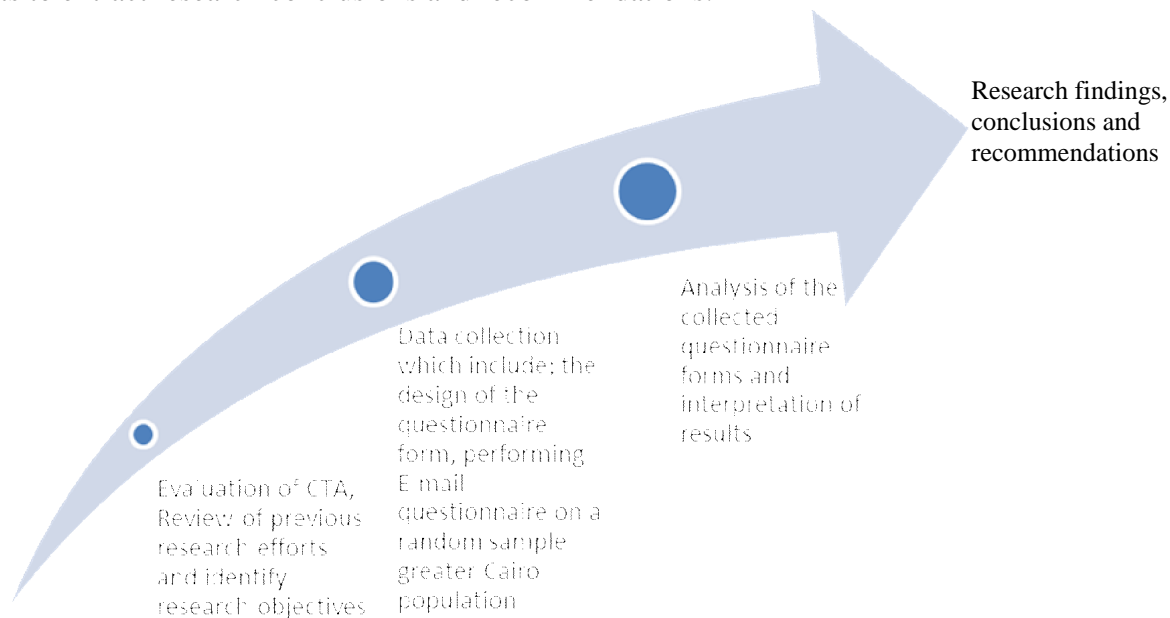 Research findings,
conclusions and
recommendations
Analysis of the
collected
questionnaire
forms and
interpretation of
results
Data collection
which include; the
design of the
questionnaire
form, performing
E mail
questionnaire on a
random sample
greater Cairo
population
Evaluation of CTA,
Review of previous
research efforts
and identify
research objectives